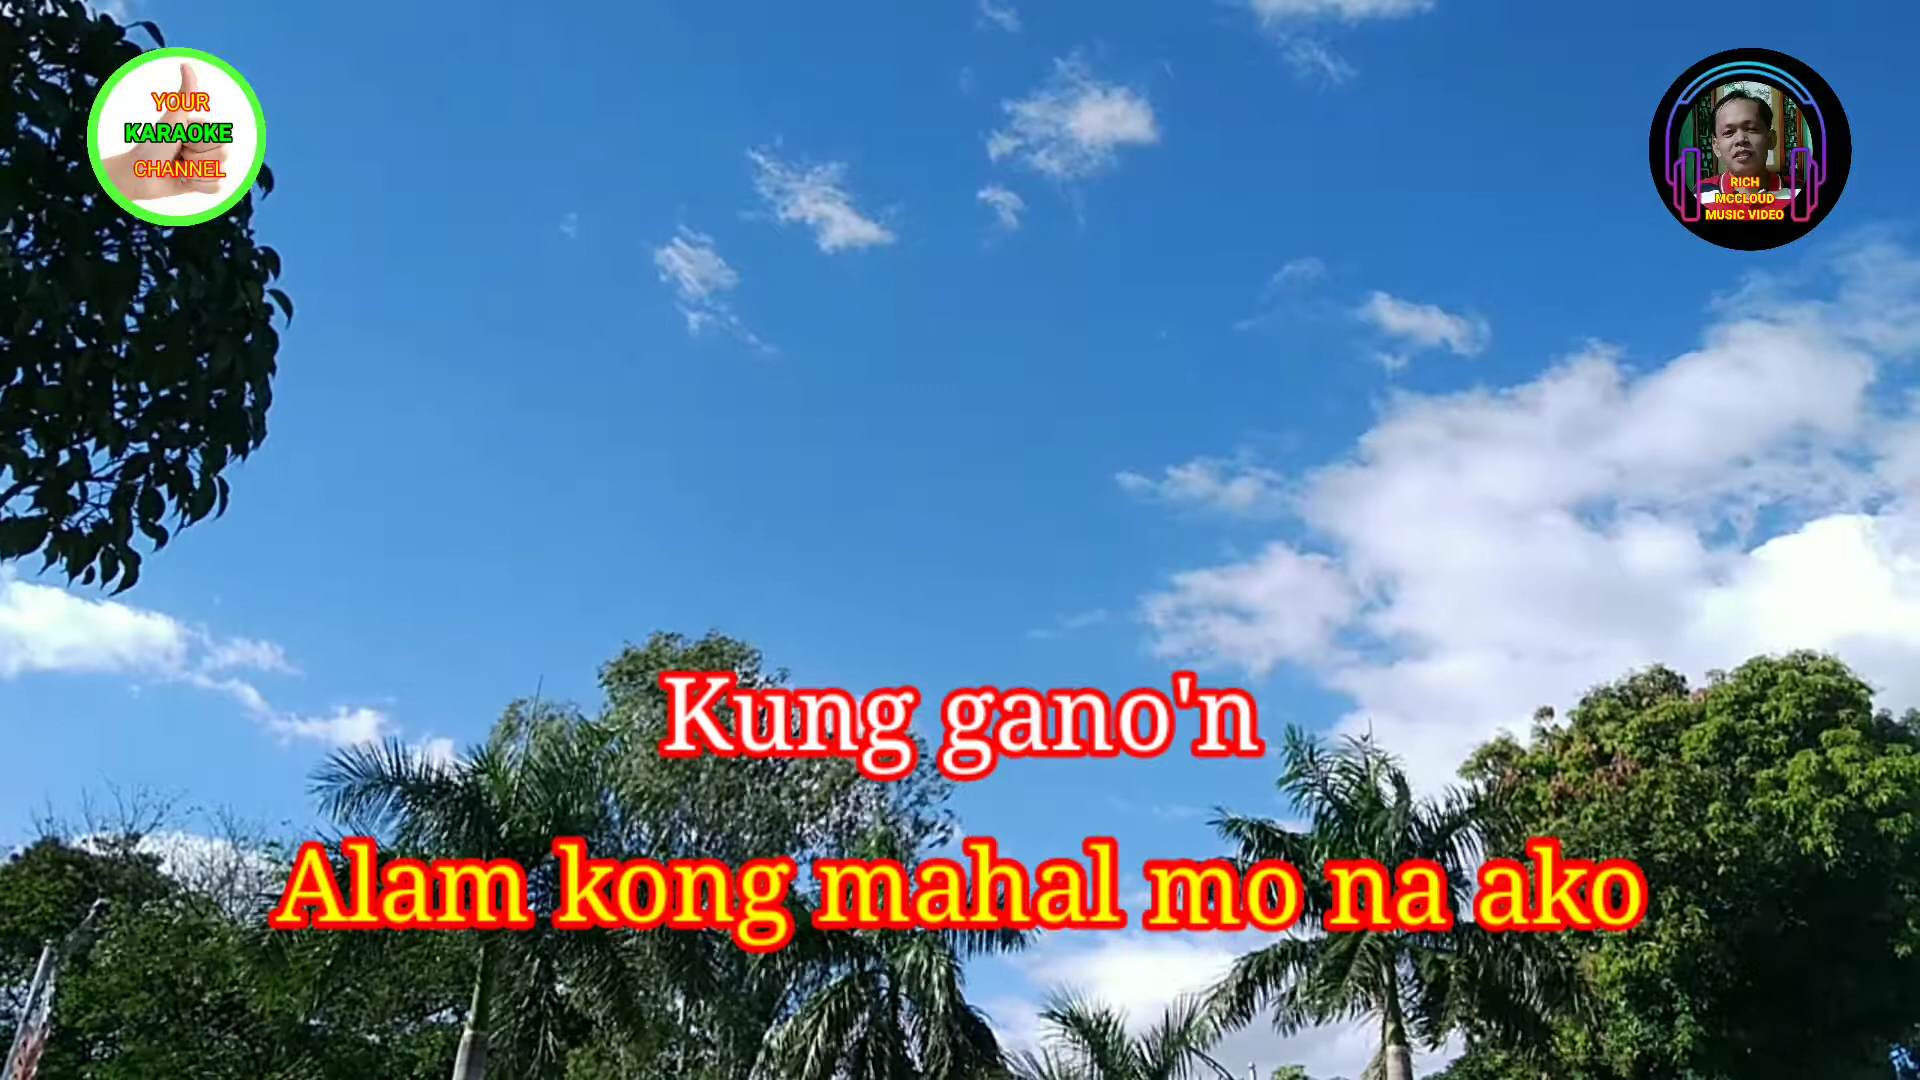 YOUR
KARAOKE
CHANNEL
RICH
MCCLOUD
MUSIC VIDEO
Kung gano'n
Alam kong mahal mo na ako